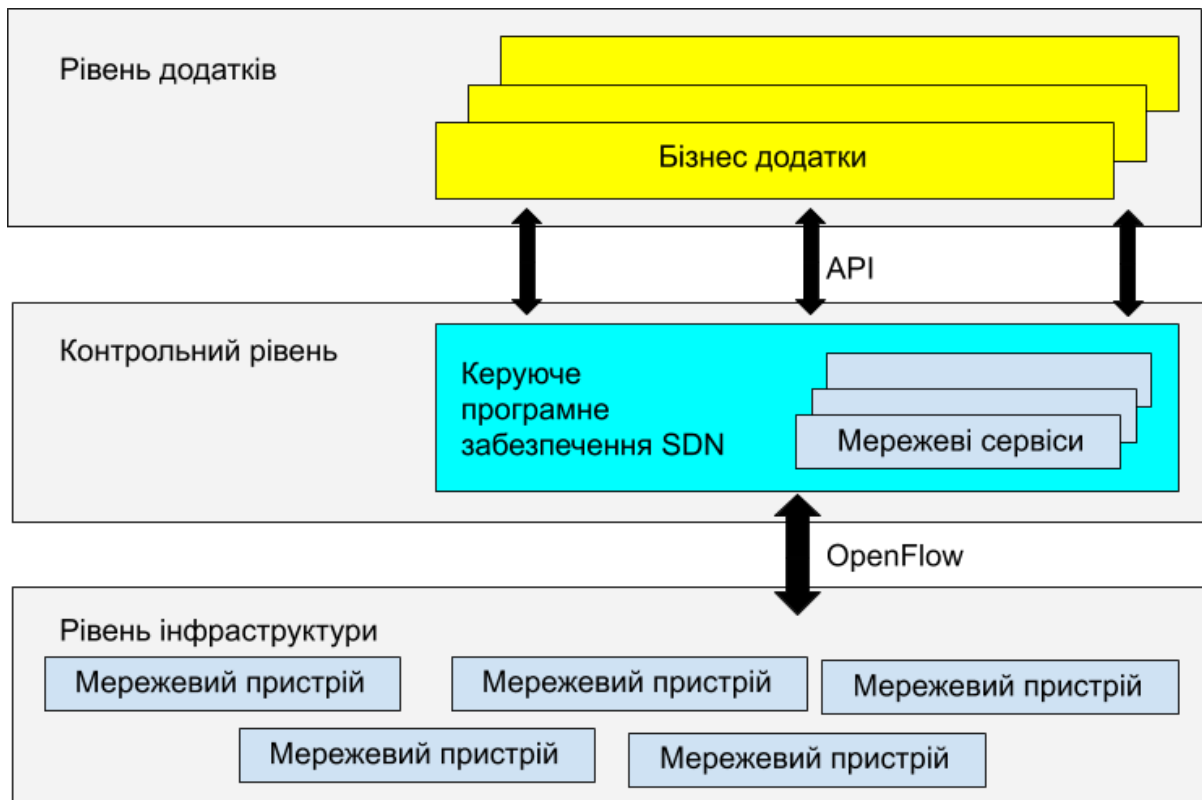 Рівень додатків
Бізнес додатки
API
Контрольний рівень
Керуюче
програмне
забезпечення SDN
Мережеві сервіси
OpenFlow
Рівень інфраструктури
Мережевий пристрій
Мережевий пристрій
Мережевий пристрій
Мережевий пристрій
Мережевий пристрій